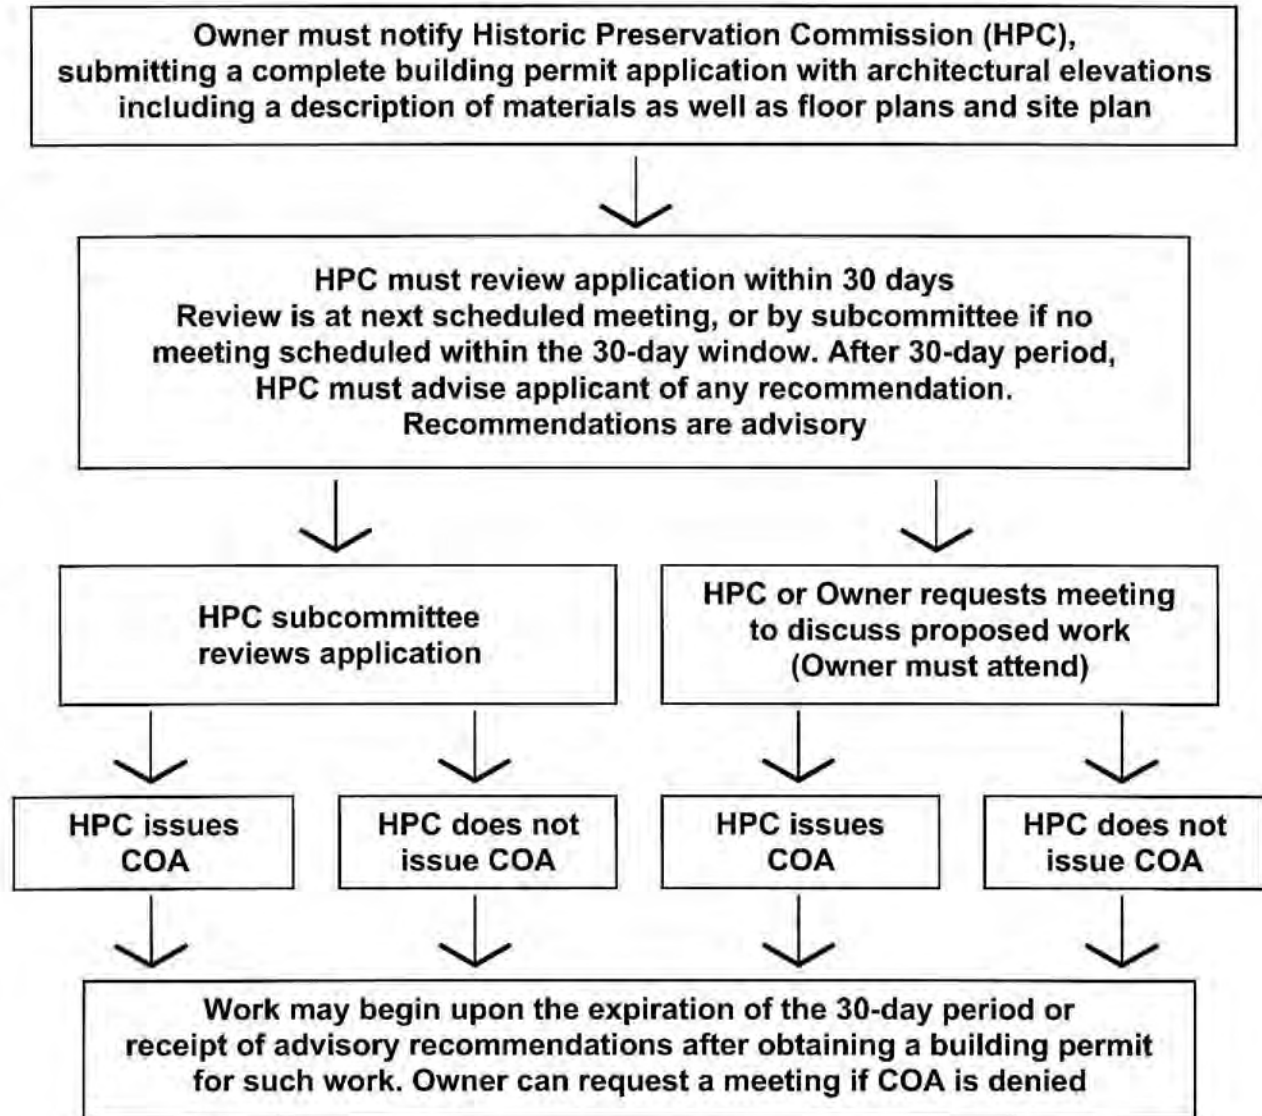 Owner must notify Historic Preservation Commission (HPC),
submitting a complete building permit application with architectural elevations
including a description of materials as well as floor plans and site plan
HPC must review application within 30 days
Review is at next scheduled meeting, or by subcommittee if no
meeting scheduled within the 30-day window. After 30-day period,
HPC must advise applicant of any recommendation.
Recommendations are advisory
HPC subcommittee
reviews application
HPC or Owner requests meeting
to discuss proposed work
(Owner must attend)
HPC issues
COA
HPC does not
issue COA
HPC issues
COA
HPC does not
issue COA
Work may begin upon the expiration of the 30-day period or
receipt of advisory recommendations after obtaining a building permit
for such work. Owner can request a meeting if COA is denied